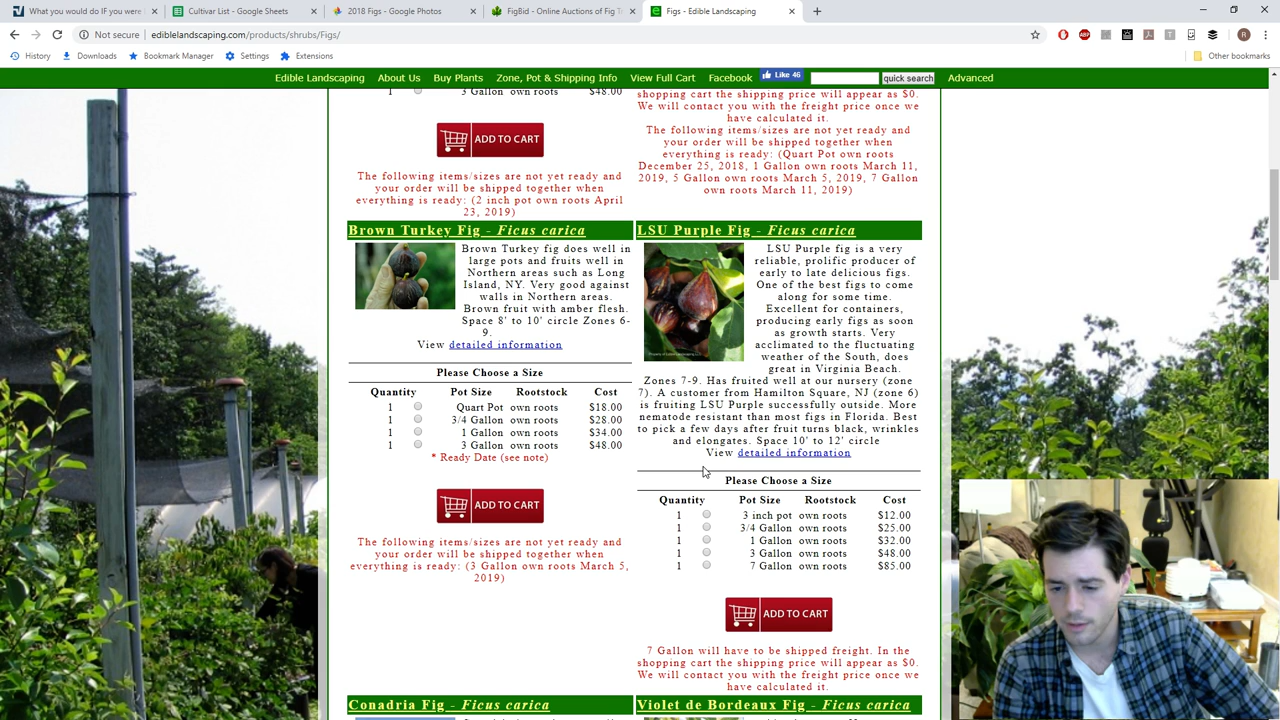 What you would do IF you were
Cultivar List - Google Sheets
2018 Figs - Google Photos
FigBid - Online Auctions of Fig Tr
Figs - Edible Landscaping
Not secure | ediblelandscaping.com/products/shrubs/Figs/
History Downloads Bookmark Manager Settings Extensions Other bookmarks
Edible Landscaping About Us Buy Plants Zone, Pot & Shipping Info View Full Cart Facebook Like 46 quick search Advanced
1 3 Gallon own roots $48.00
ADD TO CART
The following items/sizes are not yet ready and
your order will be shipped together when
everything is ready: (2 inch pot own roots April
23, 2019)
shopping cart the shipping price will appear as $0.
We will contact you with the freight price once we
have calculated it.
The following items/sizes are not yet ready and
your order will be shipped together when
everything is ready: (Quart Pot own roots
December 25, 2018, 1 Gallon own roots March 11,
2019, 5 Gallon own roots March 5, 2019, 7 Gallon
own roots March 11, 2019)
Brown Turkey Fig - Ficus carica
Brown Turkey fig does well in
large pots and fruits well in
Northern areas such as Long
Island, NY. Very good against
walls in Northern areas.
Brown fruit with amber flesh.
Space 8' to 10' circle Zones 6-
9.
View detailed information
Please Choose a Size
Quantity Pot Size Rootstock Cost
1 Quart Pot own roots $18.00
1 3/4 Gallon own roots $28.00
1 1 Gallon own roots $34.00
1 3 Gallon own roots $48.00
* Ready Date (see note)
ADD TO CART
The following items/sizes are not yet ready and
your order will be shipped together when
everything is ready: (3 Gallon own roots March 5,
2019)
LSU Purple Fig - Ficus carica
LSU Purple fig is a very
reliable, prolific producer of
early to late delicious figs.
One of the best figs to come
along for some time.
Excellent for containers,
producing early figs as soon
as growth starts. Very
acclimated to the fluctuating
weather of the South, does
great in Virginia Beach.
Zones 7-9. Has fruited well at our nursery (zone
7). A customer from Hamilton Square, NJ (zone 6)
is fruiting LSU Purple successfully outside. More
nematode resistant than most figs in Florida. Best
to pick a few days after fruit turns black, wrinkles
and elongates. Space 10' to 12' circle
View detailed information
Please Choose a Size
Quantity Pot Size Rootstock Cost
1 3 inch pot own roots $12.00
1 3/4 Gallon own roots $25.00
1 1 Gallon own roots $32.00
1 3 Gallon own roots $48.00
1 7 Gallon own roots $85.00
ADD TO CART
7 Gallon will have to be shipped freight. In the
shopping cart the shipping price will appear as $0.
We will contact you with the freight price once we
have calculated it.
Conadria Fig - Ficus carica
Violet de Bordeaux Fig - Ficus carica